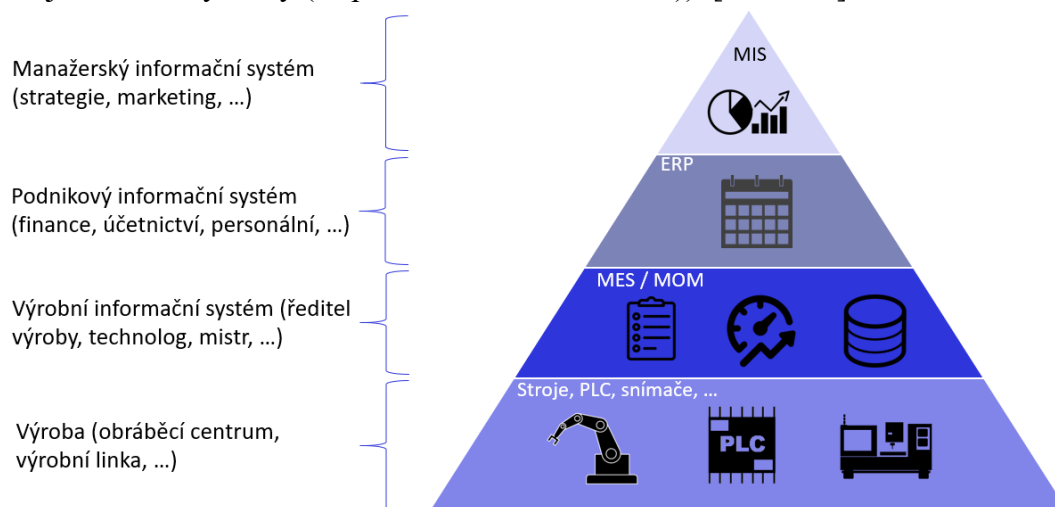 Manažerský informační systém
(strategie, marketing, …)
MIS
Podnikový informační systém
(finance, účetnictví, personální, …)
ERP
Výrobní informační systém (ředitel
výroby, technolog, mistr, …)
MES / MOM
Výroba (obráběcí centrum,
výrobní linka, …)
Stroje, PLC, snímače, …
PLC